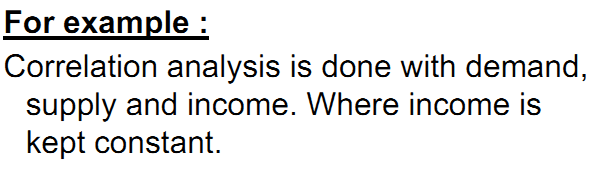 For example :
Correlation analysis is done with demand,
supply and income. Where income is
kept constant.